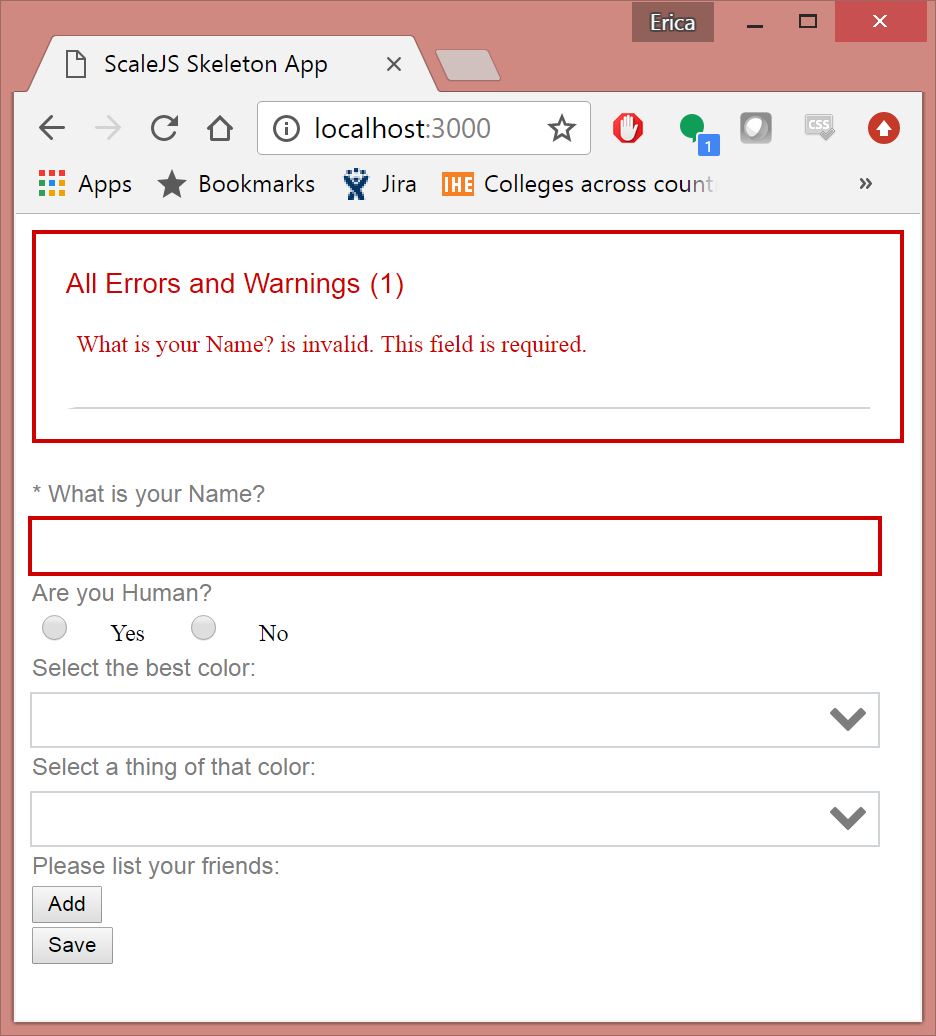 Erica
ScaleJS Skeleton App
localhost:3000
1
CSS
Apps Bookmarks Jira IHE Colleges across count
All Errors and Warnings (1)
What is your Name? is invalid. This field is required.
* What is your Name?
Are you Human?
Yes No
Select the best color:
Select a thing of that color:
Please list your friends:
Add
Save